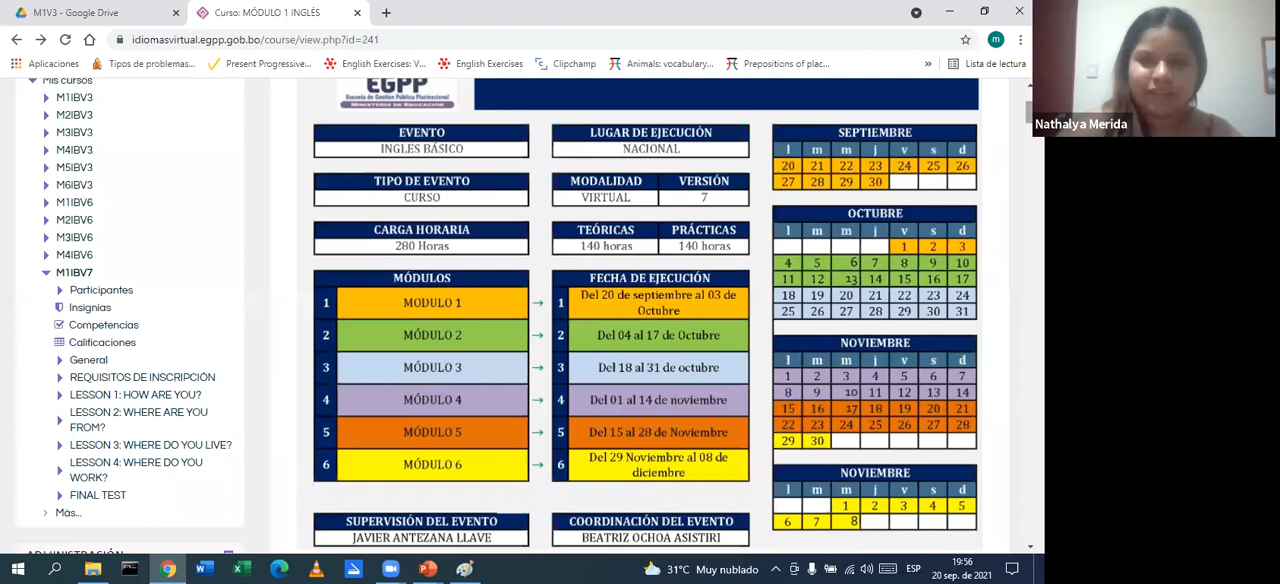 M1V3 - Google Drive
Curso: MÓDULO 1 INGLÉS
idiomasvirtual.egpp.gob.bo/course/view.php?id=241
m
Aplicaciones
Tipos de problemas...
Present Progressive...
English Exercises: V...
English Exercises
Clipchamp
Animals: vocabulary...
Prepositions of plac...
»
Lista de lectura
Nathalya Merida
Mis cursos
M1IBV3
M2IBV3
M3IBV3
M4IBV3
M5IBV3
M6IBV3
M1IBV6
M2IBV6
M3IBV6
M4IBV6
M1IBV7
Participantes
Insignias
Competencias
Calificaciones
General
REQUISITOS DE INSCRIPCIÓN
LESSON 1: HOW ARE YOU?
LESSON 2: WHERE ARE YOU
FROM?
LESSON 3: WHERE DO YOU LIVE?
LESSON 4: WHERE DO YOU
WORK?
FINAL TEST
Más...
ADMINISTRACIÓN
EGPP
Escuela de Gestión Pública Plurinacional
MINISTERIO DE EDUCACIÓN
EVENTO
INGLES BÁSICO
LUGAR DE EJECUCIÓN
NACIONAL
TIPO DE EVENTO
CURSO
MODALIDAD VERSIÓN
VIRTUAL 7
CARGA HORARIA
280 Horas
TEÓRICAS PRÁCTICAS
140 horas 140 horas
MÓDULOS FECHA DE EJECUCIÓN
1 MODULO 1 → 1 Del 20 de septiembre al 03 de
Octubre
2 MÓDULO 2 → 2 Del 04 al 17 de Octubre
3 MÓDULO 3 → 3 Del 18 al 31 de octubre
4 MÓDULO 4 → 4 Del 01 al 14 de noviembre
5 MÓDULO 5 → 5 Del 15 al 28 de Noviembre
6 MÓDULO 6 → 6 Del 29 Noviembre al 08 de
diciembre
SUPERVISIÓN DEL EVENTO
JAVIER ANTEZANA LLAVE
COORDINACIÓN DEL EVENTO
BEATRIZ OCHOA ASISTIRI
SEPTIEMBRE
l m m j v s d
20 21 22 23 24 25 26
27 28 29 30
OCTUBRE
l m m j v s d
1 2 3
4 5 6 7 8 9 10
11 12 13 14 15 16 17
18 19 20 21 22 23 24
25 26 27 28 29 30 31
NOVIEMBRE
l m m j v s d
1 2 3 4 5 6 7
8 9 10 11 12 13 14
15 16 17 18 19 20 21
22 23 24 25 26 27 28
29 30
NOVIEMBRE
l m m j v s d
1 2 3 4 5
6 7 8
31°C Muy nublado
ESP
19:56
20 sep. 2021